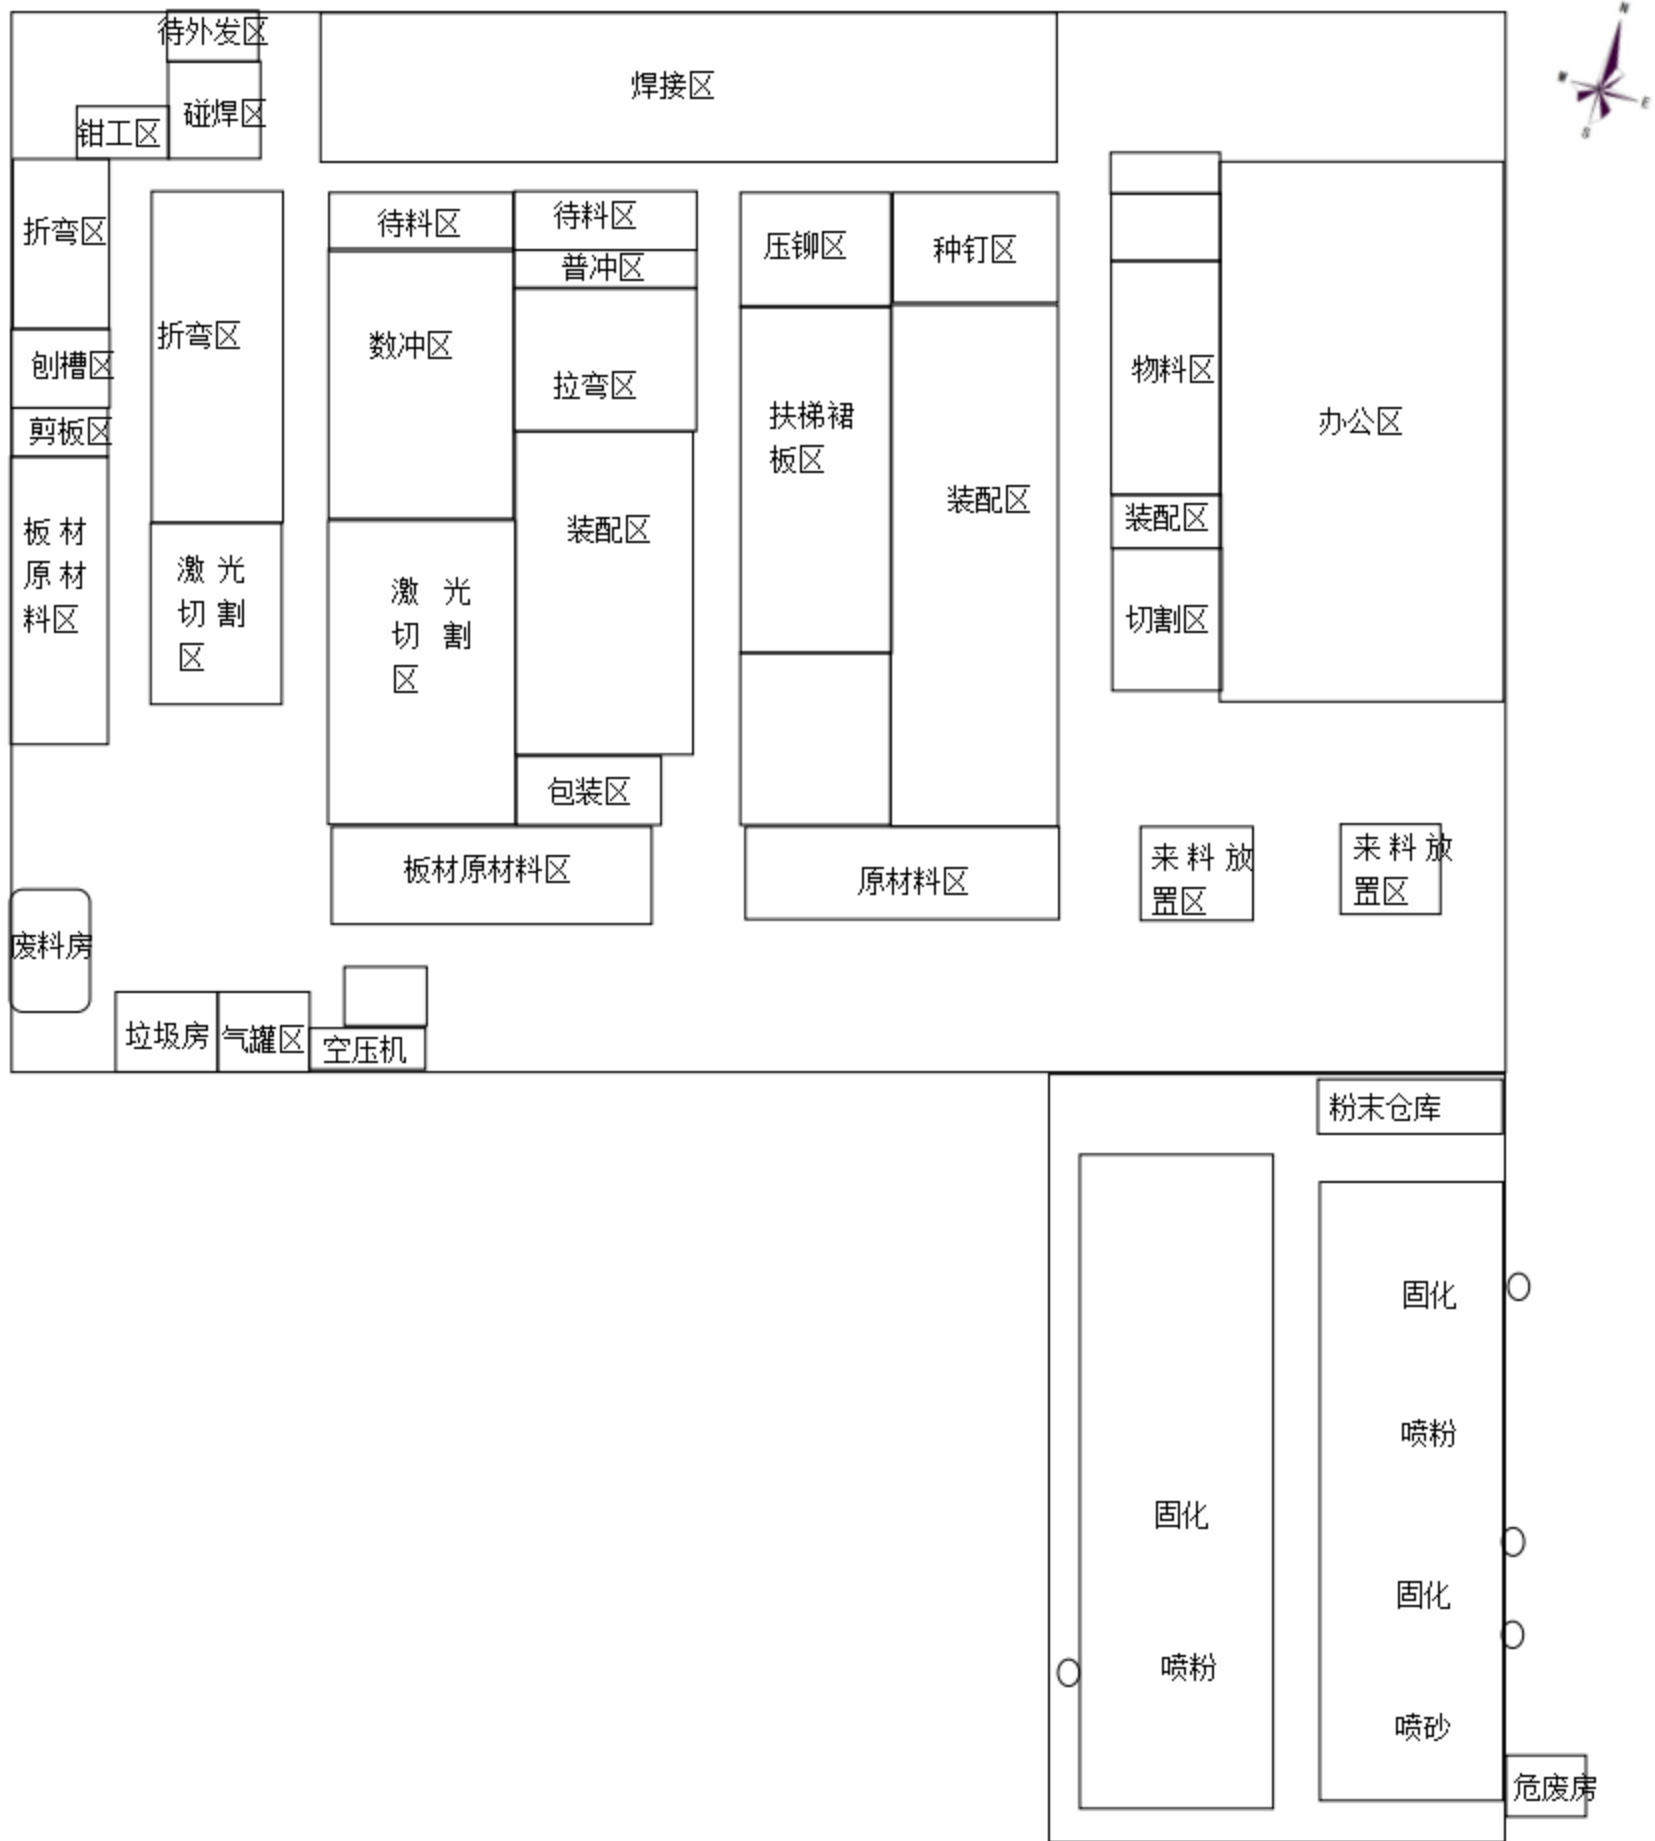 待外发区
焊接区
碰焊区
钳工区
N
W
E
S
折弯区
待料区
待料区
普冲区
压铆区
种钉区
折弯区
数冲区
拉弯区
刨槽区
剪板区
扶梯裙
板区
物料区
办公区
装配区
装配区
装配区
板材
原材
料区
激光
切割
区
激光
切割
区
切割区
包装区
板材原材料区
原材料区
来料放
置区
来料放
置区
废料房
垃圾房
气罐区
空压机
粉末仓库
固化
喷粉
固化
固化
喷粉
喷砂
危废房